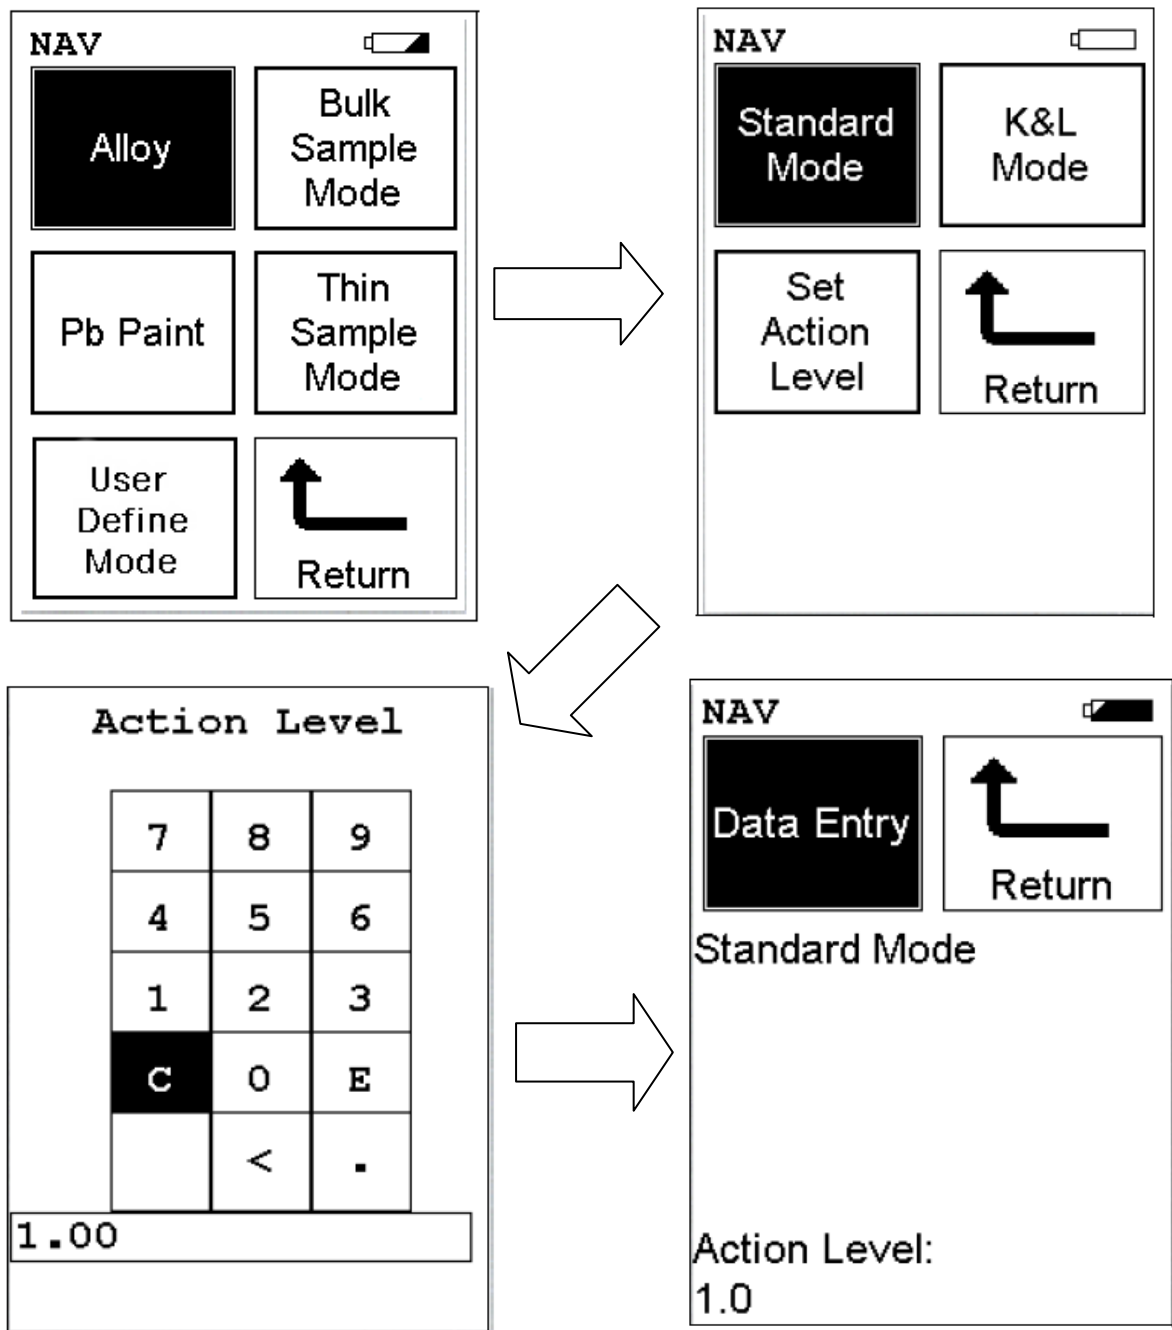 NAV
Alloy
Bulk
Sample
Mode
Pb Paint
Thin
Sample
Mode
User
Define
Mode
Return
NAV
Standard
Mode
K&L
Mode
Set
Action
Level
Return
Action Level
7 8 9
4 5 6
1 2 3
C 0 E
< .
1.00
NAV
Data Entry
Return
Standard Mode
Action Level:
1.0